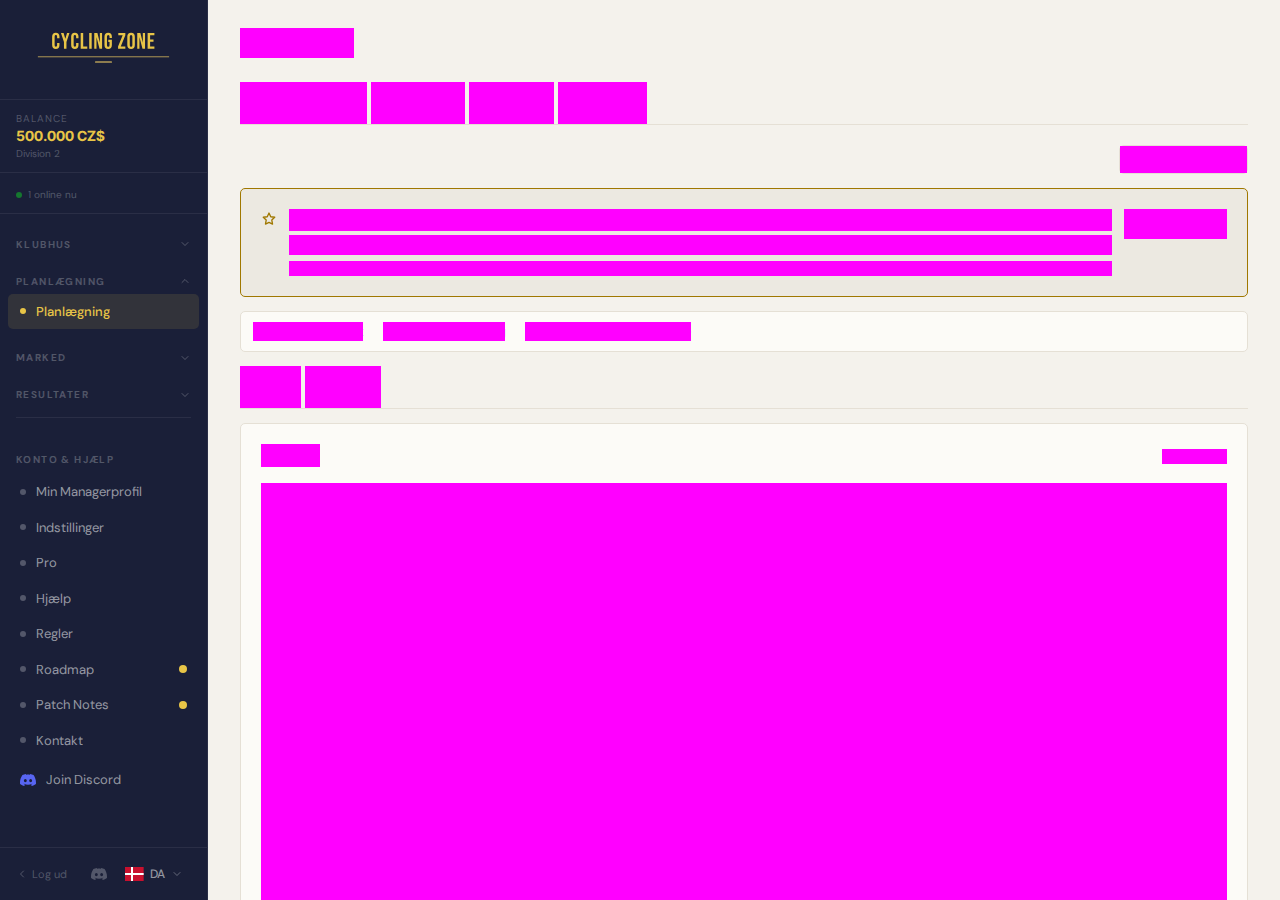 CYCLING ZONE
BALANCE
500.000 CZ$
Division 2
1 online nu
KLUBHUS
PLANLÆGNING
Planlægning
MARKED
RESULTATER
KONTO & HJÆLP
Min Managerprofil
Indstillinger
Pro
Hjælp
Regler
Roadmap
Patch Notes
Kontakt
Join Discord
Log ud
DA